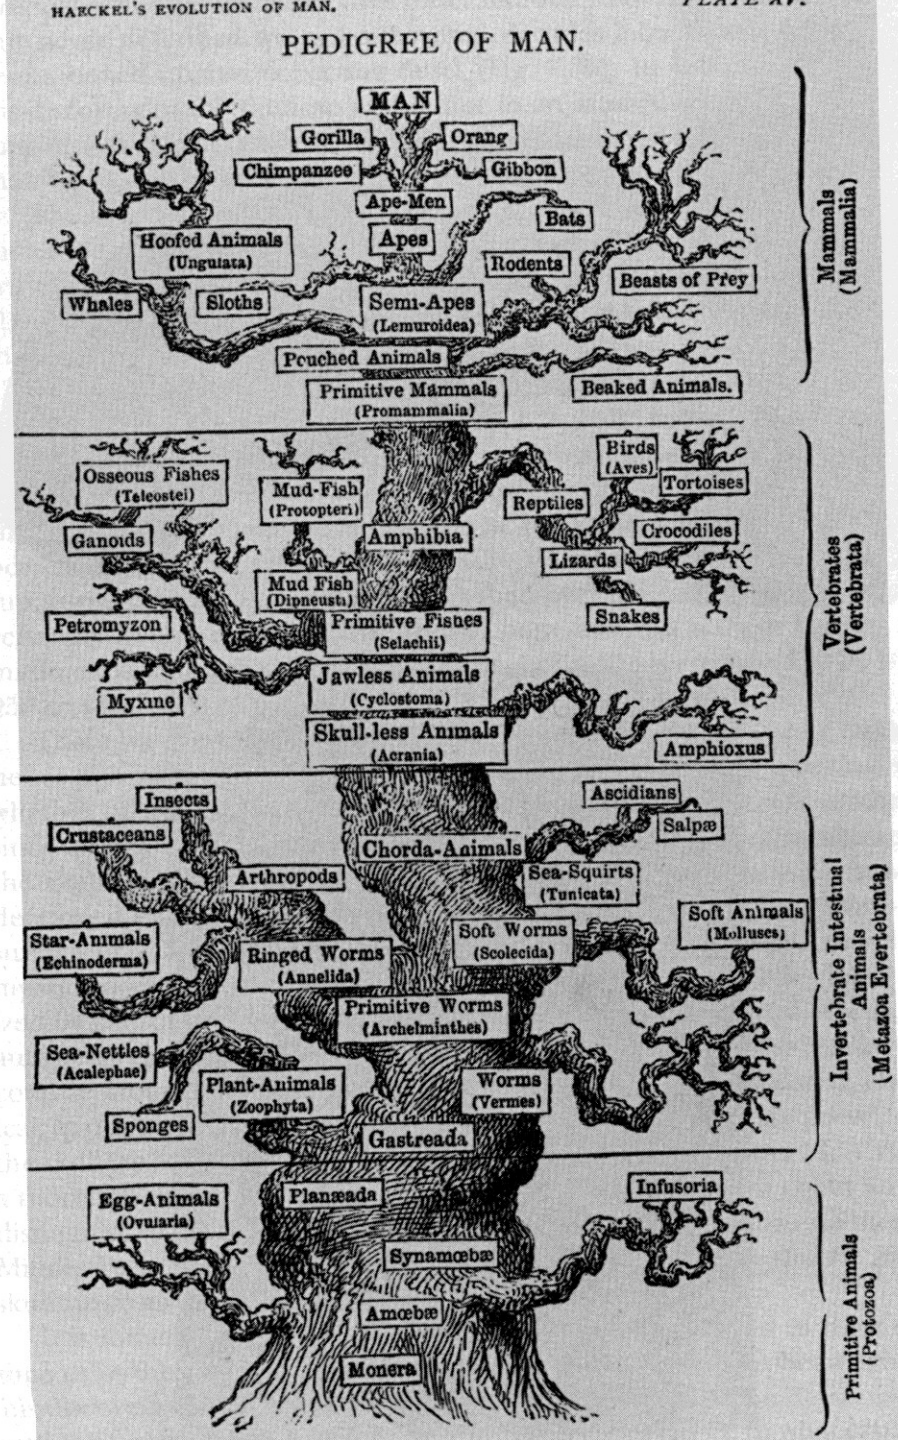 HAECKEL'S EVOLUTION OF MAN.
PLATE XV.
PEDIGREE OF MAN.
MAN
Gorilla
Orang
Chimpanzee
Gibbon
Ape-Men
Bats
Hoofed Animals
(Ungulata)
Apes
Rodents
Beasts of Prey
Whales
Sloths
Semi-Apes
(Lemuroidea)
Pouched Animals
Primitive Mammals
(Promammalia)
Beaked Animals.
Mammals
(Mammalia)
Osseous Fishes
(Teleostei)
Mud-Fish
(Protopteri)
Birds
(Aves)
Tortoises
Reptiles
Ganoids
Amphibia
Crocodiles
Lizards
Mud Fish
(Dipneusti)
Petromyzon
Primitive Fishes
(Selachii)
Snakes
Myxine
Jawless Animals
(Cyclostoma)
Skull-less Animals
(Acrania)
Amphioxus
Vertebrates
(Vertebrata)
Insects
Ascidians
Crustaceans
Salpæ
Chorda-Animals
Arthropods
Sea-Squirts
(Tunicata)
Star-Animals
(Echinoderma)
Ringed Worms
(Annelida)
Soft Worms
(Scolecida)
Soft Animals
(Molluscs)
Primitive Worms
(Archelminthes)
Sea-Nettles
(Acalephae)
Plant-Animals
(Zoophyta)
Worms
(Vermes)
Sponges
Gastreada
Invertebrate Intestinal
Animals
(Metazoa Evertebrata)
Planæada
Egg-Animals
(Ovularia)
Infusoria
Synamœbæ
Amœbæ
Monera
Primitive Animals
(Protozoa)